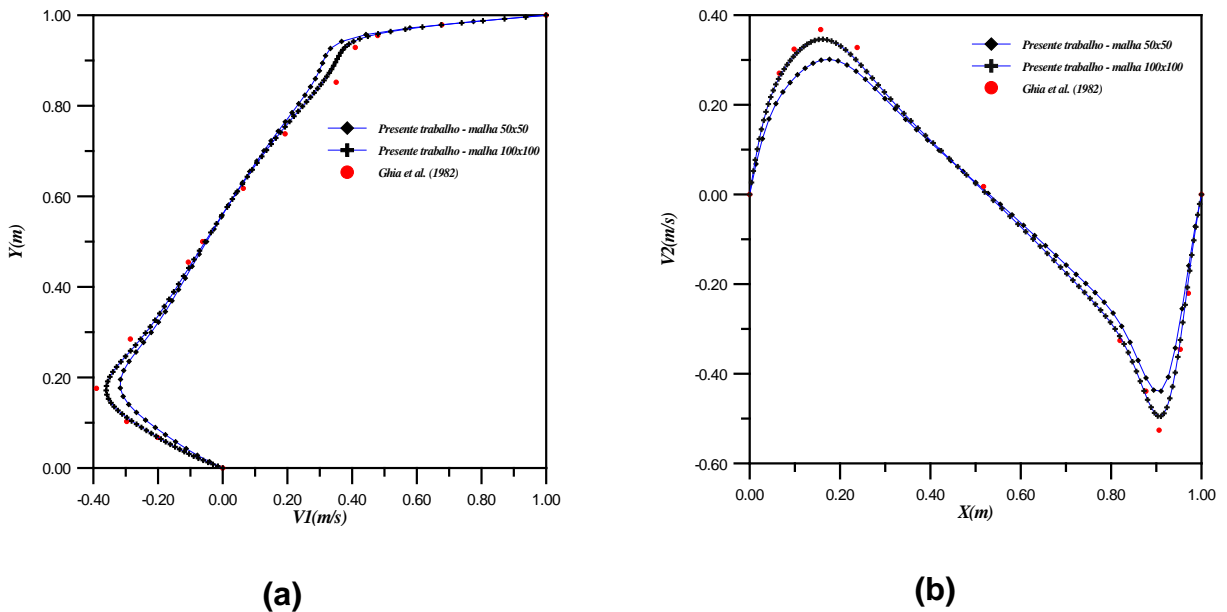 1.00
0.80
0.60
0.40
0.20
0.00
Y(m)
-0.40
-0.20
0.00
0.20
0.40
0.60
0.80
1.00
V1(m/s)
Presente trabalho - malha 50x50
Presente trabalho - malha 100x100
Ghia et al. (1982)
(a)
0.40
0.20
0.00
-0.20
-0.40
-0.60
V2(m/s)
0.00
0.20
0.40
0.60
0.80
1.00
X(m)
Presente trabalho - malha 50x50
Presente trabalho - malha 100x100
Ghia et al. (1982)
(b)